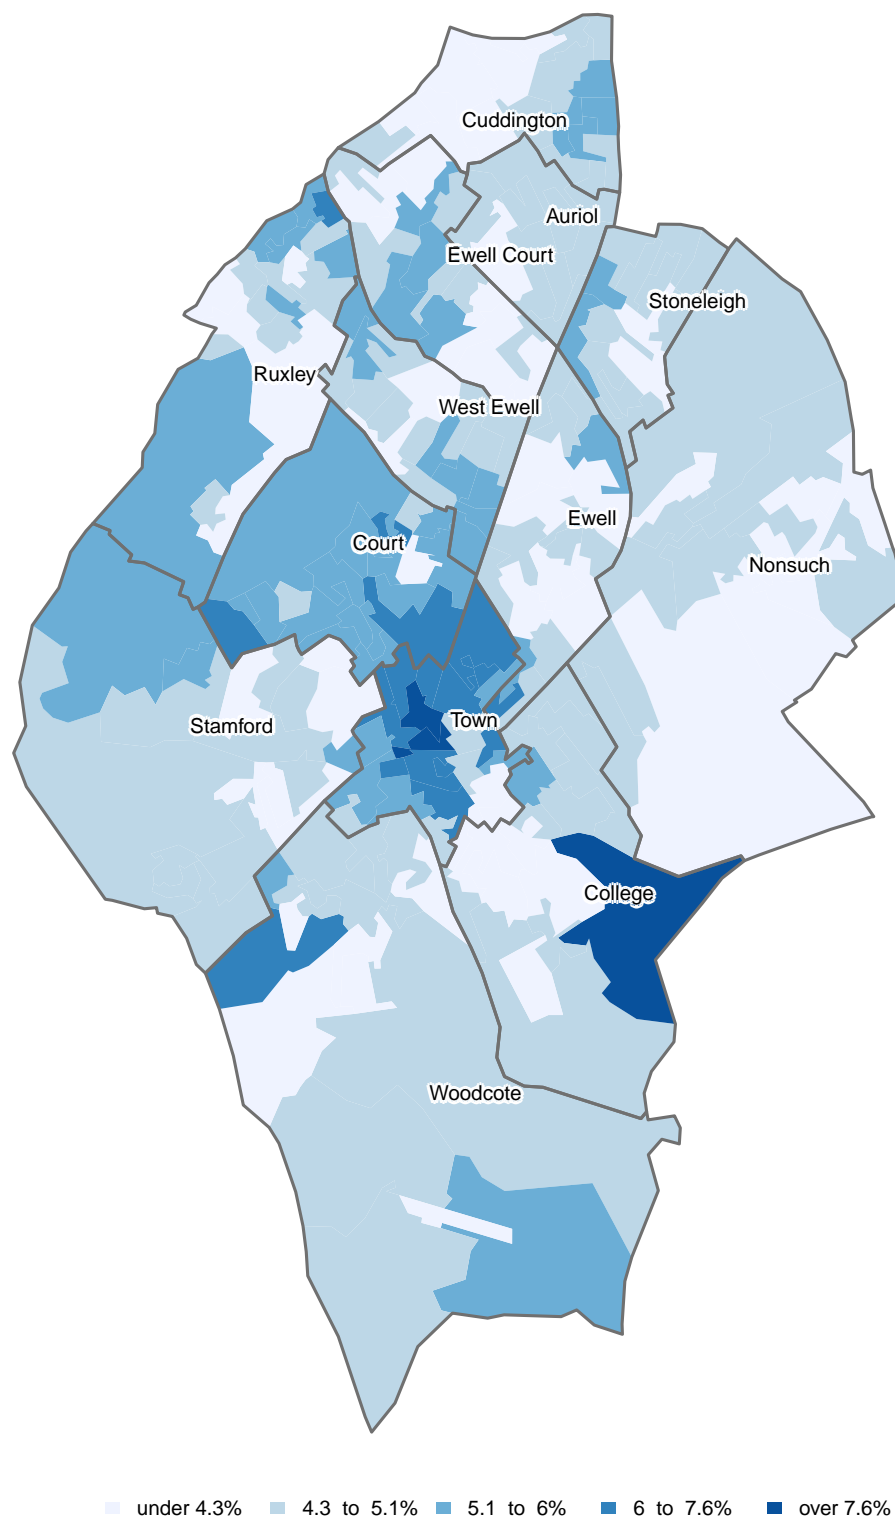 Cuddington
Auriol
Ewell Court
Stoneleigh
Ruxley
West Ewell
Ewell
Court
Nonsuch
Stamford
Town
College
Woodcote
under 4.3% 4.3 to 5.1% 5.1 to 6% 6 to 7.6% over 7.6%